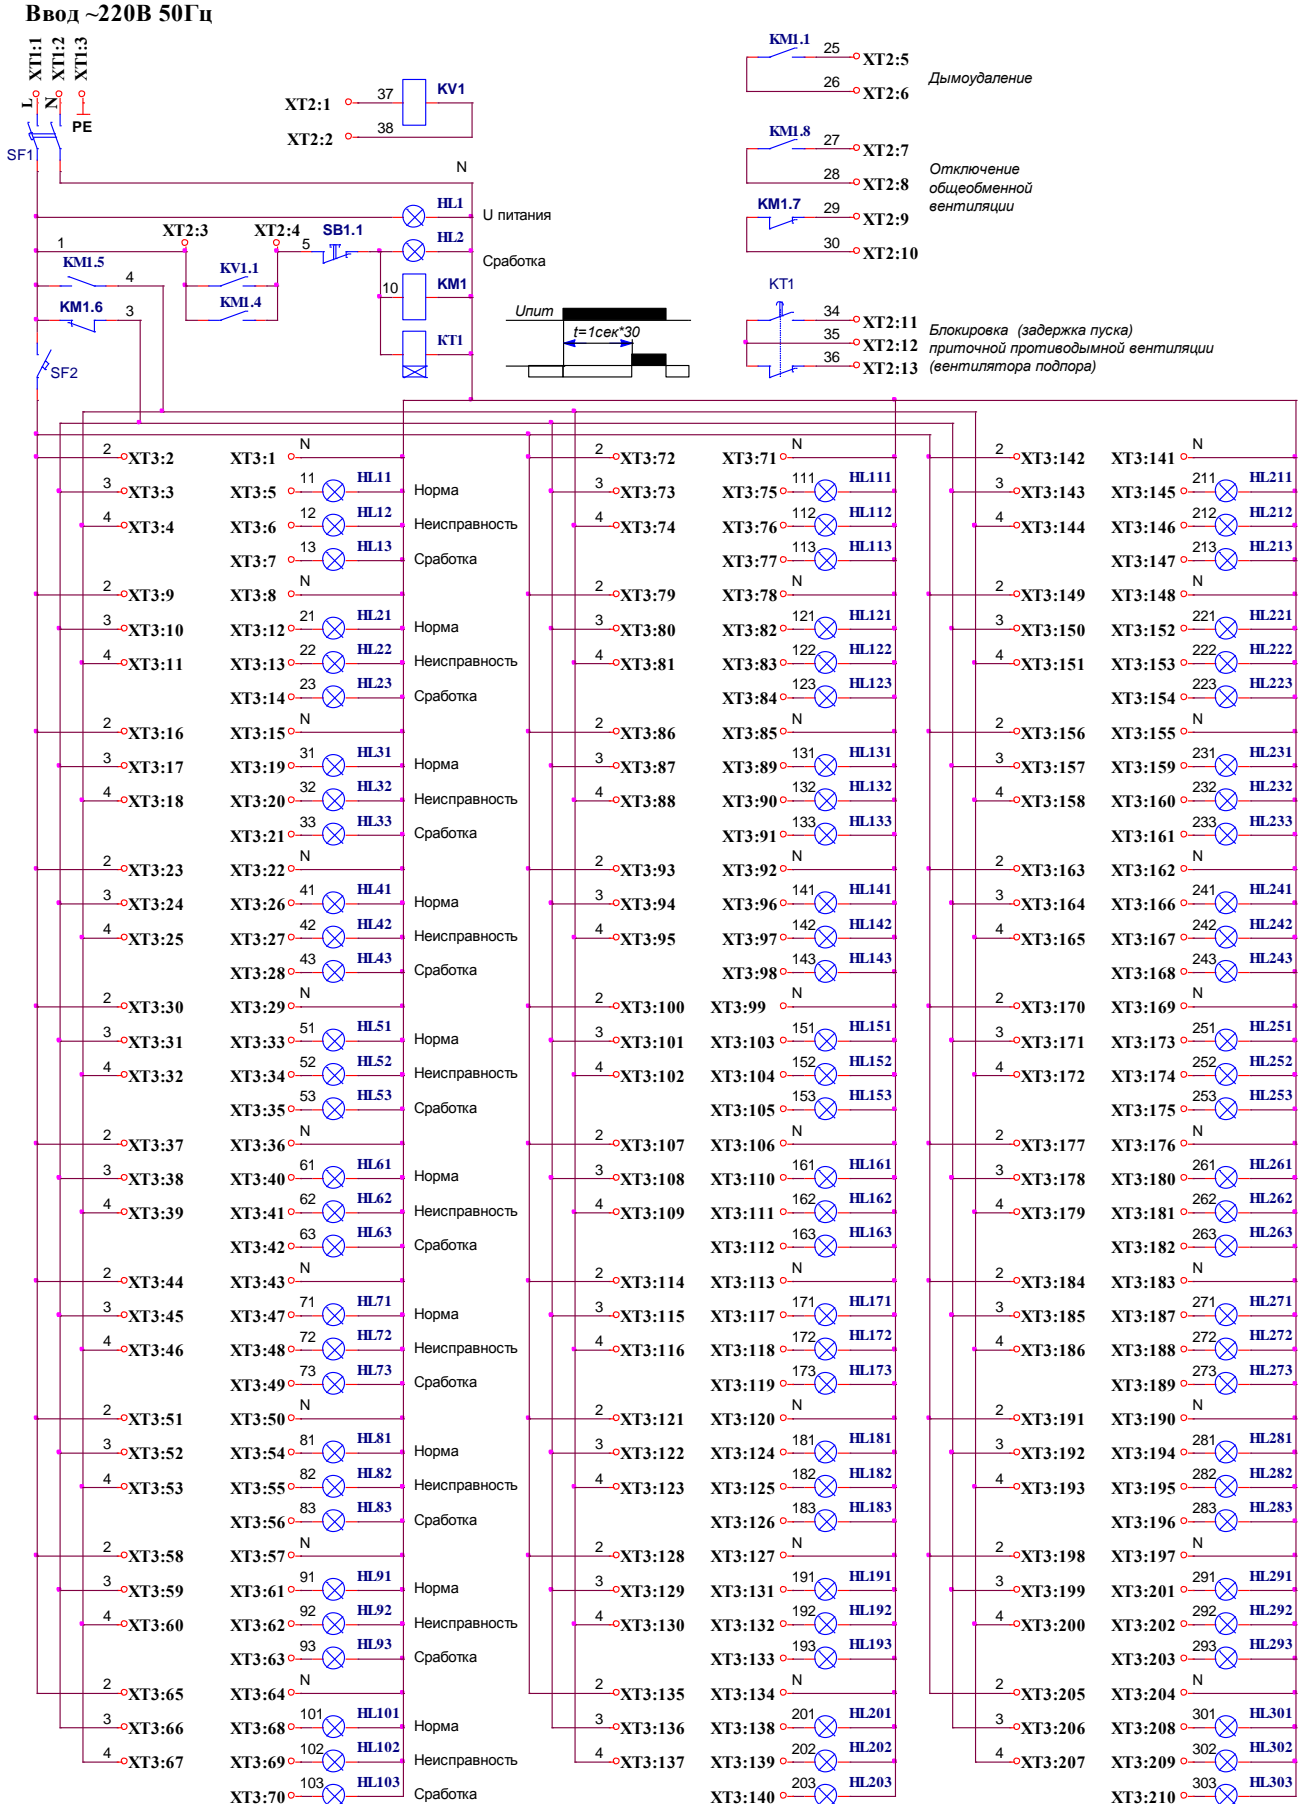 Ввод ~220В 50Гц
XT1:1
XT1:2
XT1:3
L
N
PE
SF1
XT2:1 37 KV1
XT2:2 38
N
HL1 U питания
XT2:3 XT2:4 SB1.1 HL2
1 5 Сработка
KM1.5 4 KV1.1
10 KM1
KM1.6 3 KM1.4
KT1
SF2
Uпит
t=1сек*30
KM1.1 25 XT2:5
26 XT2:6
Дымоудаление
KM1.8 27 XT2:7
28 XT2:8
KM1.7 29 XT2:9
30 XT2:10
Отключение
общеобменной
вентиляции
KT1
34 XT2:11
35 XT2:12
36 XT2:13
Блокировка (задержка пуска)
приточной противодымной вентиляции
(вентилятора подпора)
2 XT3:2 XT3:1 N 2 XT3:72 XT3:71 N 2 XT3:142 XT3:141 N
3 XT3:3 XT3:5 11 HL11 Норма 3 XT3:73 XT3:75 111 HL111 3 XT3:143 XT3:145 211 HL211
4 XT3:4 XT3:6 12 HL12 Неисправность 4 XT3:74 XT3:76 112 HL112 4 XT3:144 XT3:146 212 HL212
XT3:7 13 HL13 Сработка XT3:77 113 HL113 XT3:147 213 HL213
2 XT3:9 XT3:8 N 2 XT3:79 XT3:78 N 2 XT3:149 XT3:148 N
3 XT3:10 XT3:12 21 HL21 Норма 3 XT3:80 XT3:82 121 HL121 3 XT3:150 XT3:152 221 HL221
4 XT3:11 XT3:13 22 HL22 Неисправность 4 XT3:81 XT3:83 122 HL122 4 XT3:151 XT3:153 222 HL222
XT3:14 23 HL23 Сработка XT3:84 123 HL123 XT3:154 223 HL223
2 XT3:16 XT3:15 N 2 XT3:86 XT3:85 N 2 XT3:156 XT3:155 N
3 XT3:17 XT3:19 31 HL31 Норма 3 XT3:87 XT3:89 131 HL131 3 XT3:157 XT3:159 231 HL231
4 XT3:18 XT3:20 32 HL32 Неисправность 4 XT3:88 XT3:90 132 HL132 4 XT3:158 XT3:160 232 HL232
XT3:21 33 HL33 Сработка XT3:91 133 HL133 XT3:161 233 HL233
2 XT3:23 XT3:22 N 2 XT3:93 XT3:92 N 2 XT3:163 XT3:162 N
3 XT3:24 XT3:26 41 HL41 Норма 3 XT3:94 XT3:96 141 HL141 3 XT3:164 XT3:166 241 HL241
4 XT3:25 XT3:27 42 HL42 Неисправность 4 XT3:95 XT3:97 142 HL142 4 XT3:165 XT3:167 242 HL242
XT3:28 43 HL43 Сработка XT3:98 143 HL143 XT3:168 243 HL243
2 XT3:30 XT3:29 N 2 XT3:100 XT3:99 N 2 XT3:170 XT3:169 N
3 XT3:31 XT3:33 51 HL51 Норма 3 XT3:101 XT3:103 151 HL151 3 XT3:171 XT3:173 251 HL251
4 XT3:32 XT3:34 52 HL52 Неисправность 4 XT3:102 XT3:104 152 HL152 4 XT3:172 XT3:174 252 HL252
XT3:35 53 HL53 Сработка XT3:105 153 HL153 XT3:175 253 HL253
2 XT3:37 XT3:36 N 2 XT3:107 XT3:106 N 2 XT3:177 XT3:176 N
3 XT3:38 XT3:40 61 HL61 Норма 3 XT3:108 XT3:110 161 HL161 3 XT3:178 XT3:180 261 HL261
4 XT3:39 XT3:41 62 HL62 Неисправность 4 XT3:109 XT3:111 162 HL162 4 XT3:179 XT3:181 262 HL262
XT3:42 63 HL63 Сработка XT3:112 163 HL163 XT3:182 263 HL263
2 XT3:44 XT3:43 N 2 XT3:114 XT3:113 N 2 XT3:184 XT3:183 N
3 XT3:45 XT3:47 71 HL71 Норма 3 XT3:115 XT3:117 171 HL171 3 XT3:185 XT3:187 271 HL271
4 XT3:46 XT3:48 72 HL72 Неисправность 4 XT3:116 XT3:118 172 HL172 4 XT3:186 XT3:188 272 HL272
XT3:49 73 HL73 Сработка XT3:119 173 HL173 XT3:189 273 HL273
2 XT3:51 XT3:50 N 2 XT3:121 XT3:120 N 2 XT3:191 XT3:190 N
3 XT3:52 XT3:54 81 HL81 Норма 3 XT3:122 XT3:124 181 HL181 3 XT3:192 XT3:194 281 HL281
4 XT3:53 XT3:55 82 HL82 Неисправность 4 XT3:123 XT3:125 182 HL182 4 XT3:193 XT3:195 282 HL282
XT3:56 83 HL83 Сработка XT3:126 183 HL183 XT3:196 283 HL283
2 XT3:58 XT3:57 N 2 XT3:128 XT3:127 N 2 XT3:198 XT3:197 N
3 XT3:59 XT3:61 91 HL91 Норма 3 XT3:129 XT3:131 191 HL191 3 XT3:199 XT3:201 291 HL291
4 XT3:60 XT3:62 92 HL92 Неисправность 4 XT3:130 XT3:132 192 HL192 4 XT3:200 XT3:202 292 HL292
XT3:63 93 HL93 Сработка XT3:133 193 HL193 XT3:203 293 HL293
2 XT3:65 XT3:64 N 2 XT3:135 XT3:134 N 2 XT3:205 XT3:204 N
3 XT3:66 XT3:68 101 HL101 Норма 3 XT3:136 XT3:138 201 HL201 3 XT3:206 XT3:208 301 HL301
4 XT3:67 XT3:69 102 HL102 Неисправность 4 XT3:137 XT3:139 202 HL202 4 XT3:207 XT3:209 302 HL302
XT3:70 103 HL103 Сработка XT3:140 203 HL203 XT3:210 303 HL303